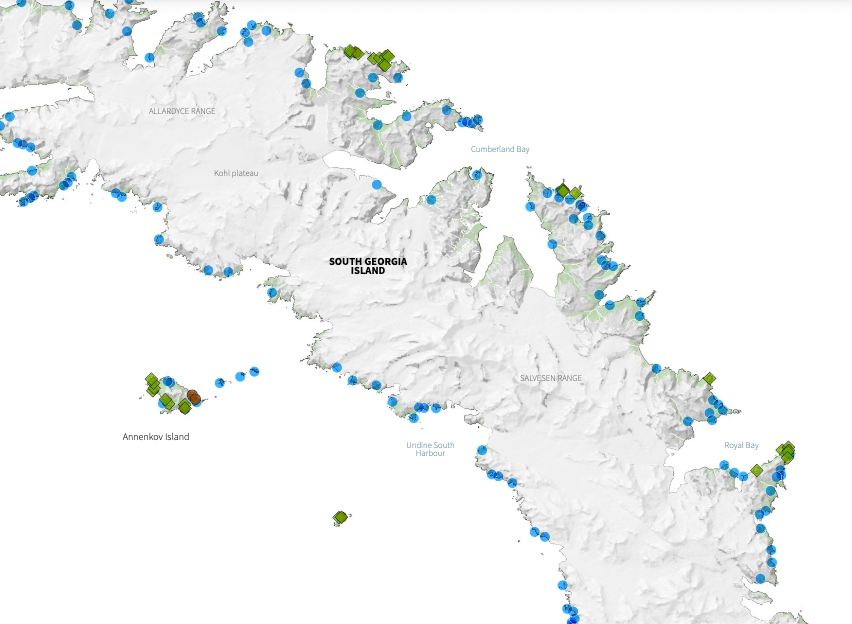 ALLARDYCE RANGE
Cumberland Bay
Kohl plateau
SOUTH GEORGIA
ISLAND
SALVESEN RANGE
Annenkov Island
Undine South
Harbour
Royal Bay